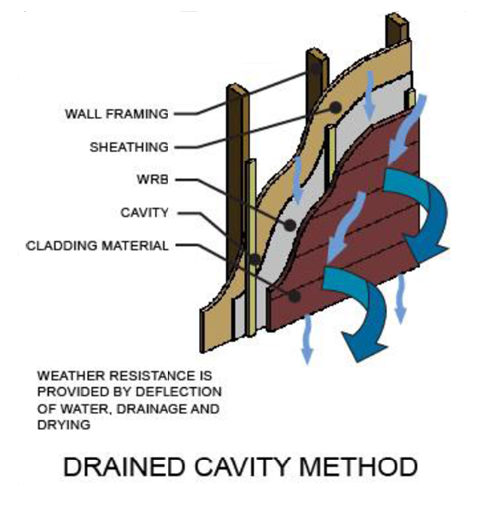 WALL FRAMING
SHEATHING
WRB
CAVITY
CLADDING MATERIAL
WEATHER RESISTANCE IS
PROVIDED BY DEFLECTION
OF WATER, DRAINAGE AND
DRYING
DRAINED CAVITY METHOD